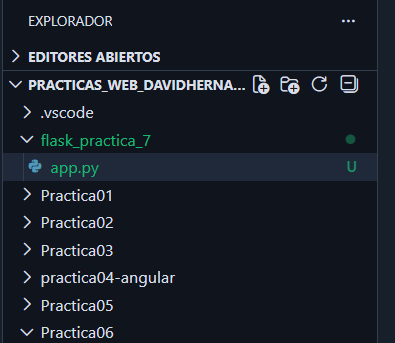 EXPLORADOR
EDITORES ABIERTOS
PRACTICAS_WEB_DAVIDHERNA...
.vscode
flask_practica_7
app.py U
Practica01
Practica02
Practica03
practica04-angular
Practica05
Practica06